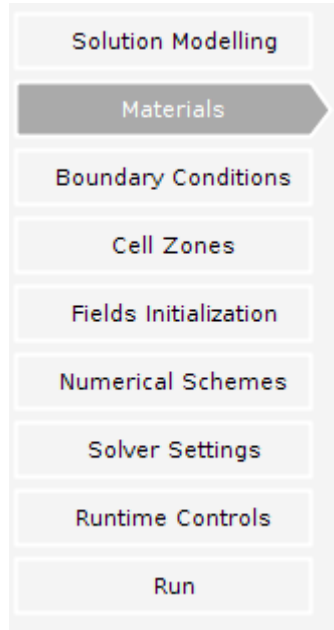 Solution Modelling
Materials
Boundary Conditions
Cell Zones
Fields Initialization
Numerical Schemes
Solver Settings
Runtime Controls
Run